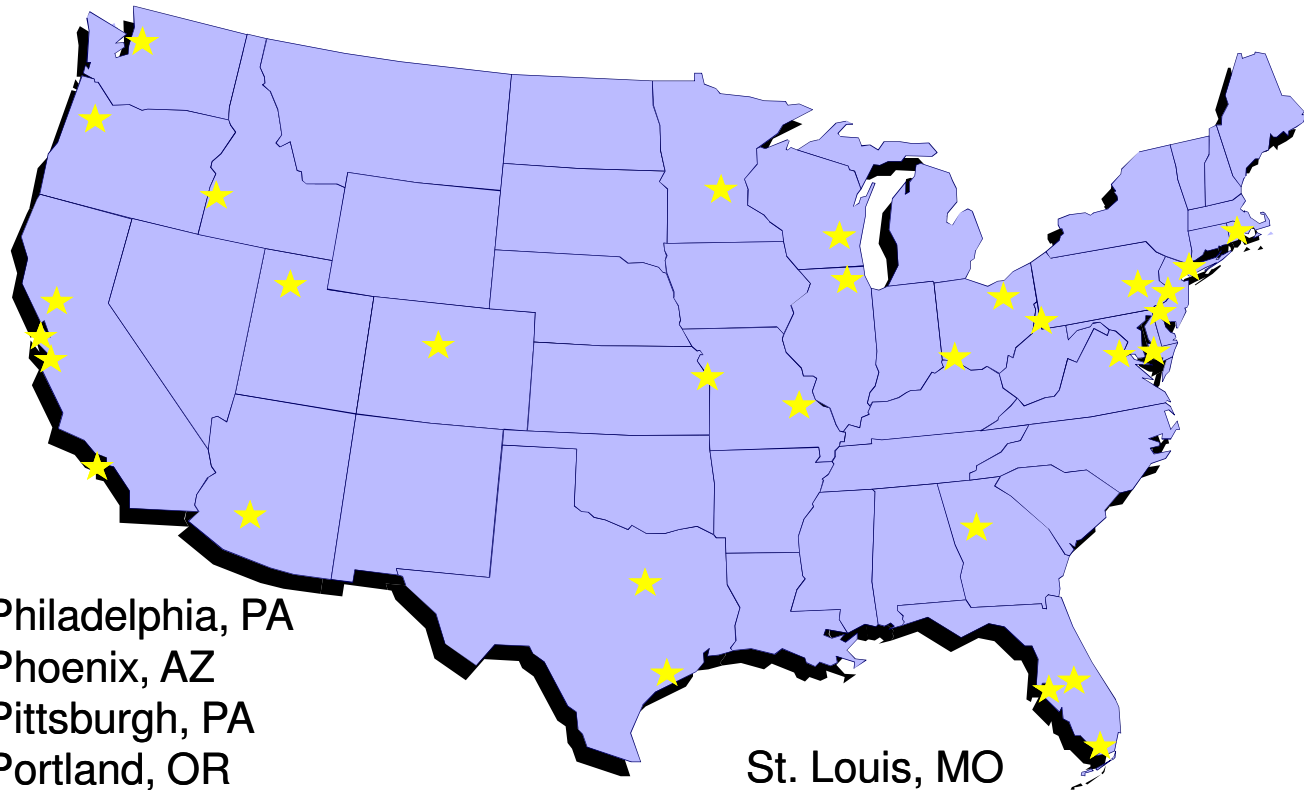 Philadelphia, PA
Phoenix, AZ
Pittsburgh, PA
Portland, OR
St. Louis, MO